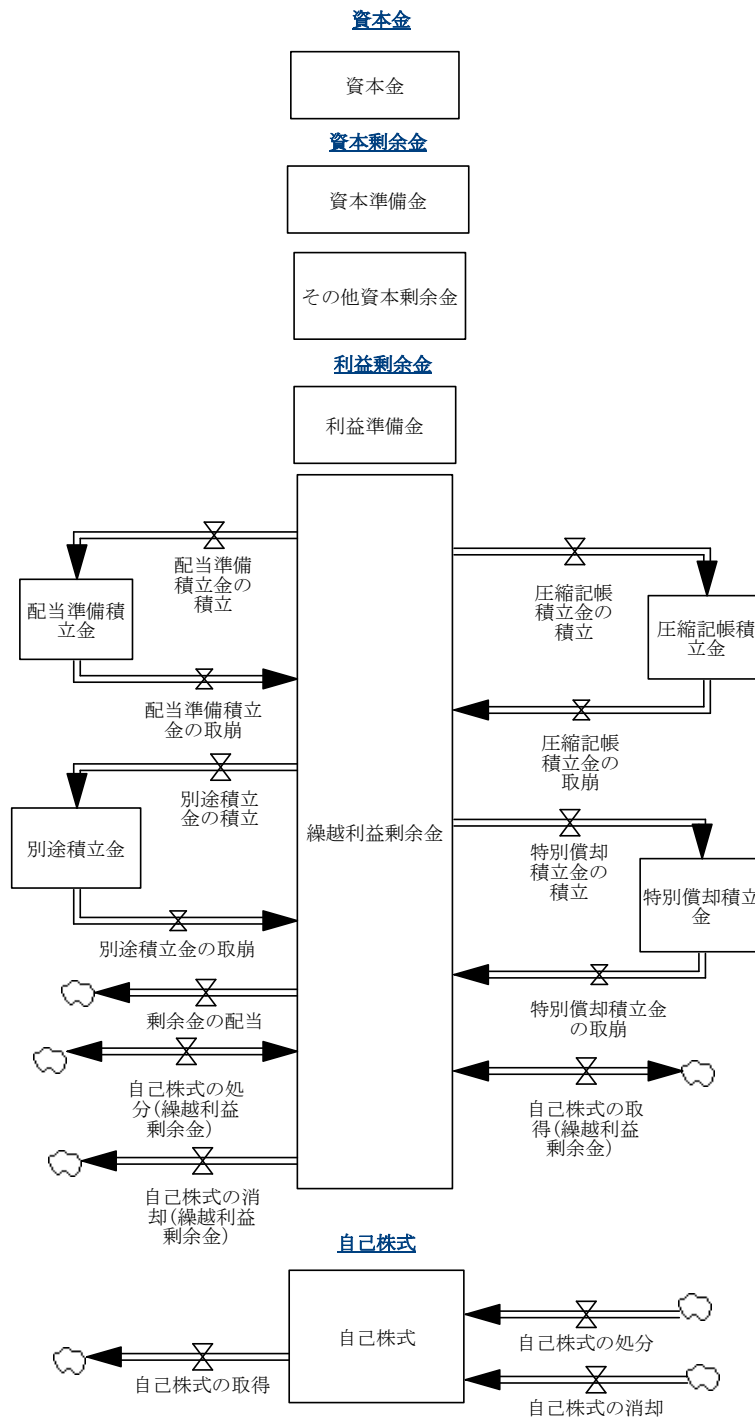 資本金
資本金
資本剰余金
資本準備金
その他資本剰余金
利益剰余金
利益準備金
配当準備
積立金の
積立
配当準備積
立金
配当準備積立
金の取崩
圧縮記帳
積立金の
積立
圧縮記帳積
立金
圧縮記帳
積立金の
取崩
別途積立
金の積立
別途積立金
別途積立金の取崩
繰越利益剰余金
特別償却
積立金の
積立
特別償却積立
金
特別償却積立金
の取崩
剰余金の配当
自己株式の処
分(繰越利益
剰余金)
自己株式の取
得(繰越利益
剰余金)
自己株式の消
却(繰越利益
剰余金)
自己株式
自己株式
自己株式の処分
自己株式の取得
自己株式の消却